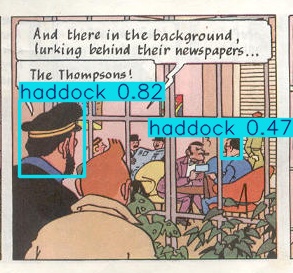 And there in the background,
lurking behind their newspapers...
The Thompsons!
haddock 0.82
haddock 0.47